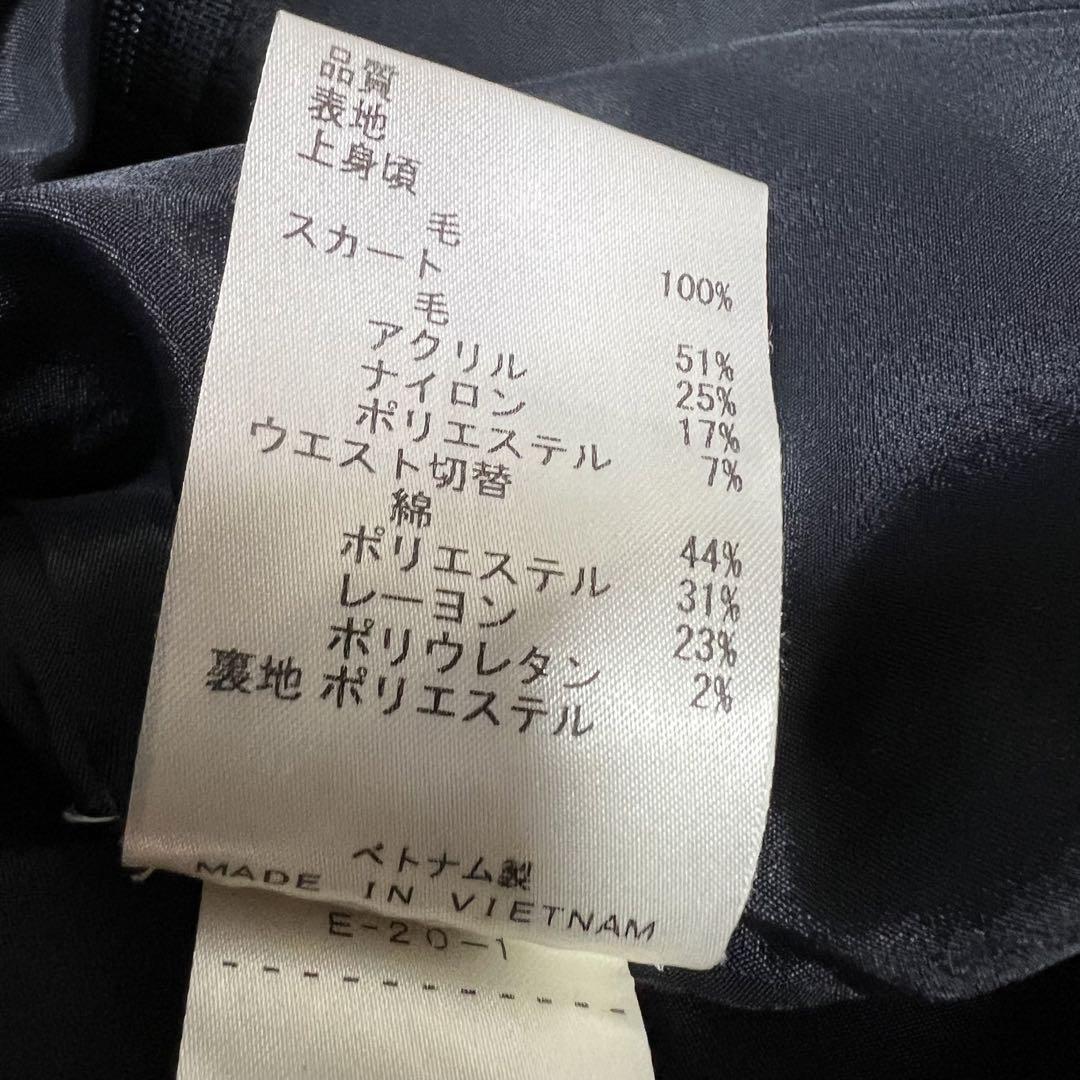 品質
表地
上身頃
毛 100%
スカート
毛 51%
アクリル 25%
ナイロン 17%
ポリエステル 7%
ウエスト切替
綿 44%
ポリエステル 31%
レーヨン 23%
ポリウレタン 2%
裏地 ポリエステル
ベトナム製
MADE IN VIETNAM
E-20-1